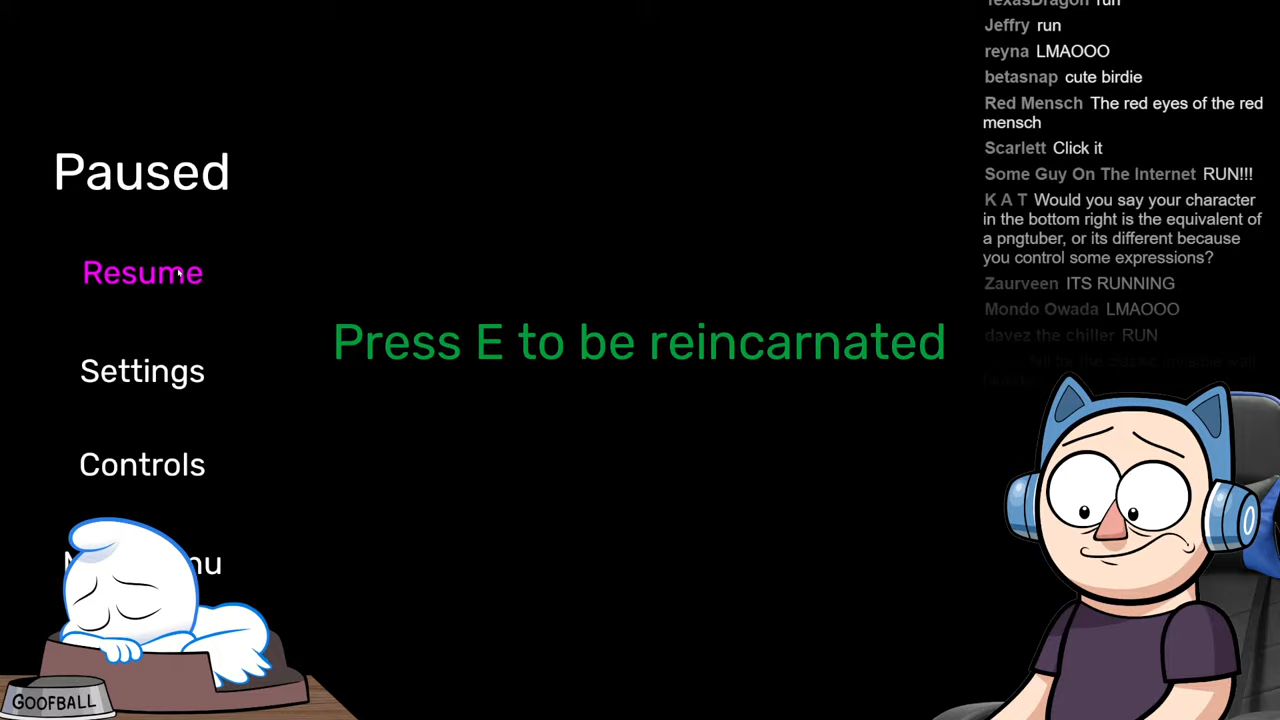 Paused
Resume
Settings
Controls
nu
Press E to be reincarnated
TexasDragon run
Jeffry run
reyna LMAOOO
betasnap cute birdie
Red Mensch The red eyes of the red
mensch
Scarlett Click it
Some Guy On The Internet RUN!!!
K A T Would you say your character
in the bottom right is the equivalent of
a pngtuber, or its different because
you control some expressions?
Zaurveen ITS RUNNING
Mondo Owada LMAOOO
davez the chiller RUN
GOOFBALL